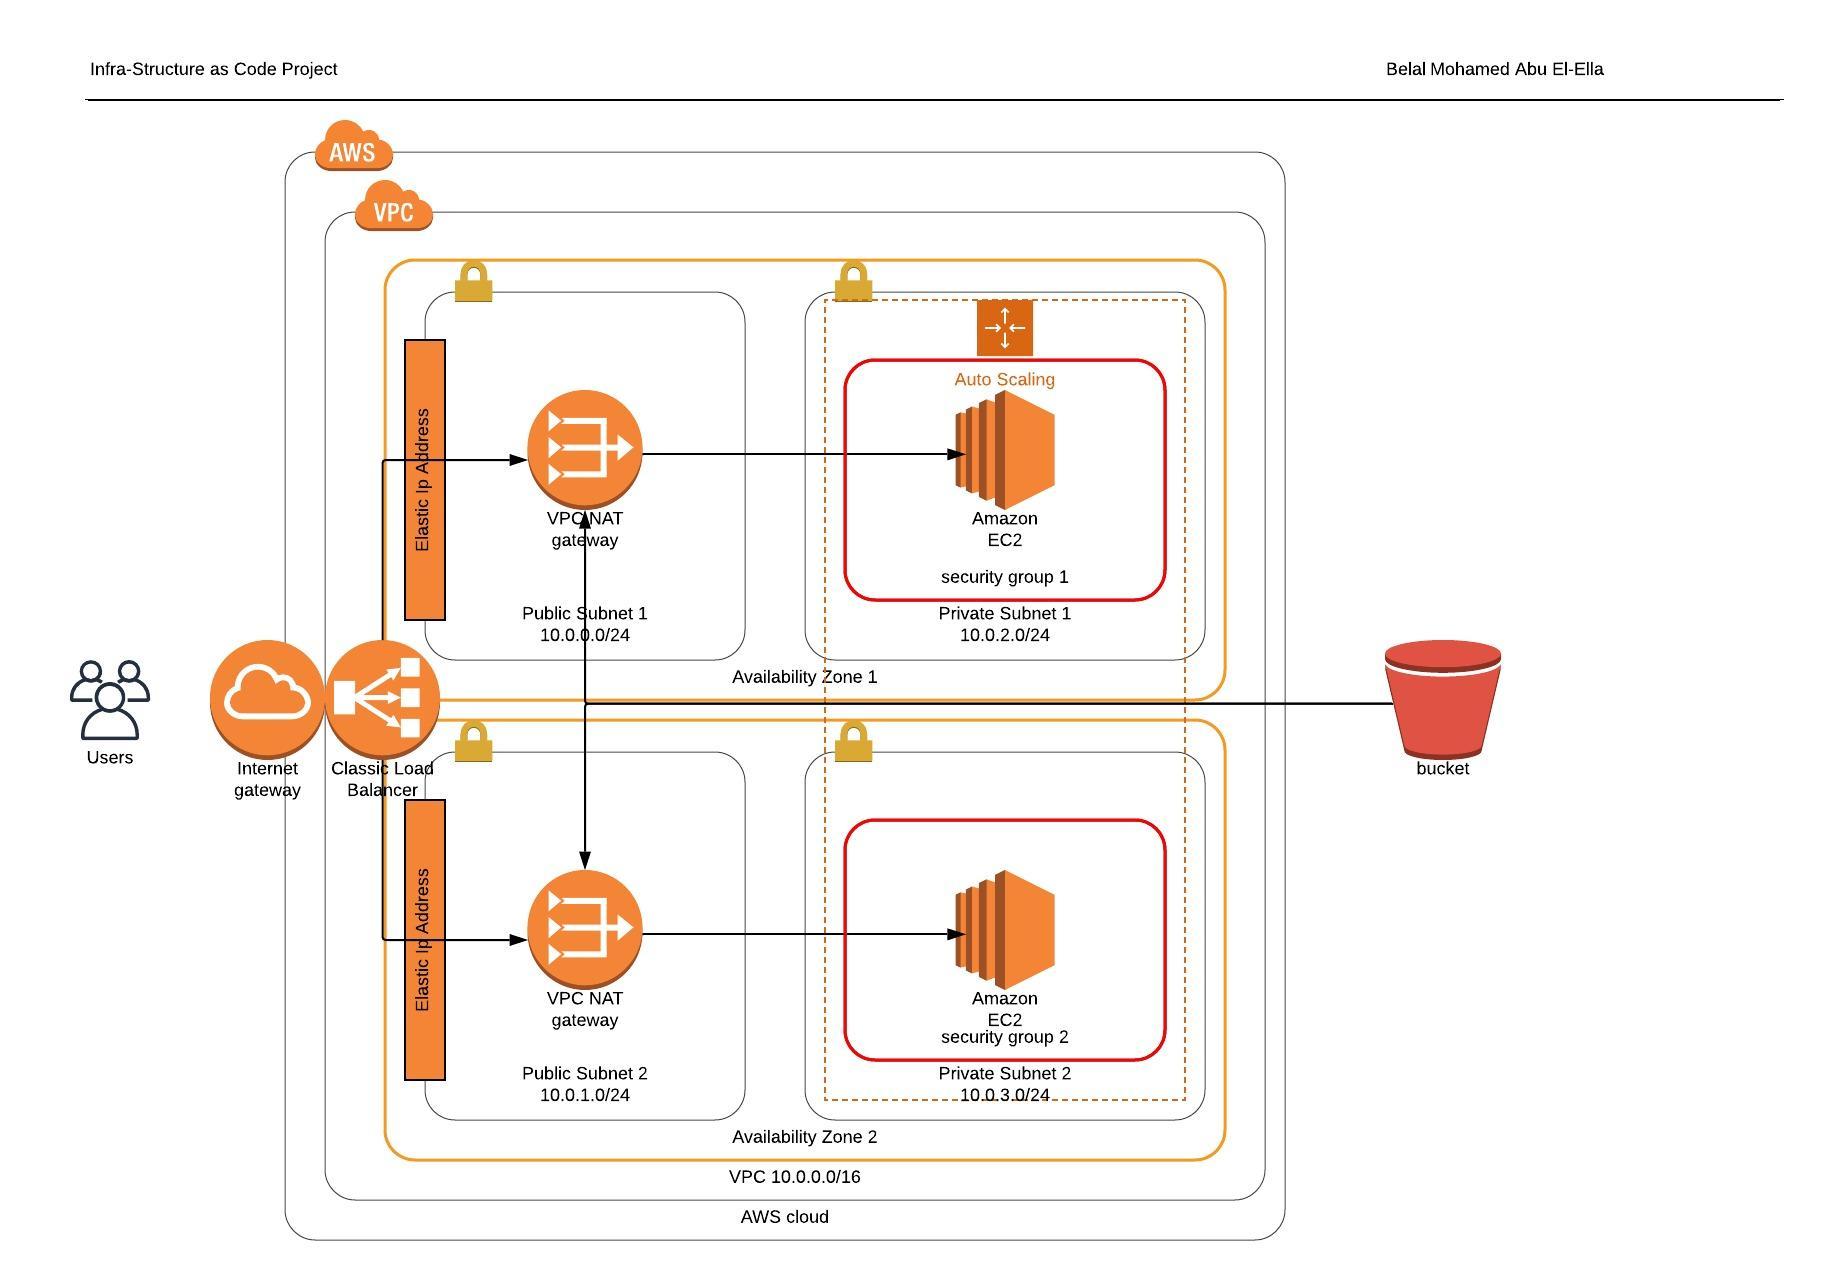 Infra-Structure as Code Project
Belal Mohamed Abu El-Ella
AWS
VPC
Auto Scaling
Elastic Ip Address
VPC NAT
gateway
Amazon
EC2
security group 1
Public Subnet 1
10.0.0.0/24
Private Subnet 1
10.0.2.0/24
Availability Zone 1
Users
Internet
gateway
Classic Load
Balancer
bucket
Elastic Ip Address
VPC NAT
gateway
Amazon
EC2
security group 2
Public Subnet 2
10.0.1.0/24
Private Subnet 2
10.0.3.0/24
Availability Zone 2
VPC 10.0.0.0/16
AWS cloud